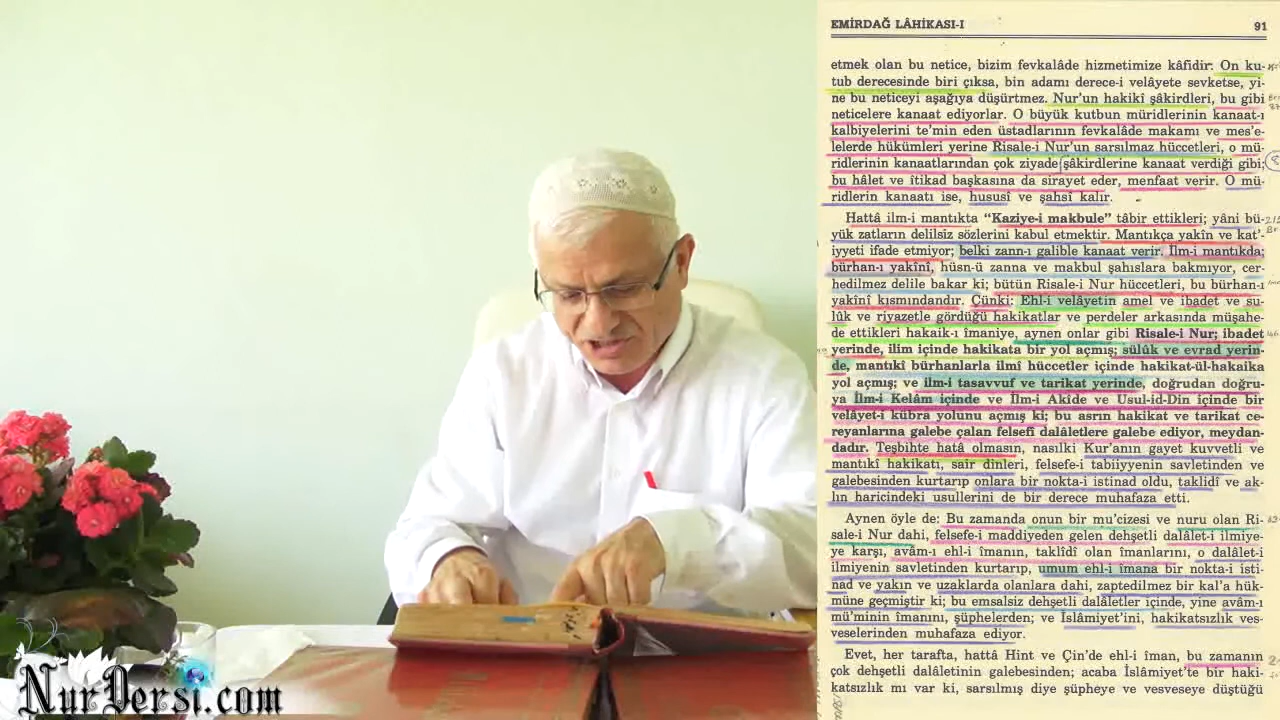 EMİRDAĞ LÂHİKASI-I 91
etmek olan bu netice, bizim fevkalâde hizmetimize kâfidir: On ku-
tub derecesinde biri çıksa, bin adamı derece-i velâyete sevketse, yi-
ne bu neticeyi aşağıya düşürtmez. Nur'un hakikî şâkirdleri, bu gibi
neticelere kanaat ediyorlar. O büyük kutbun müridlerinin kanaat-ı
kalbiyelerini te'min eden üstadlarının fevkalâde makamı ve mes'e-
lelerde hükümleri yerine Risale-i Nur'un sarsılmaz hüccetleri, o mü-
ridlerinin kanaatlarından çok ziyade şâkirdlerine kanaat verdiği gibi;
bu hâlet ve îtikad başkasına da sirayet eder, menfaat verir. O mü-
ridlerin kanaatı ise, hususî ve şahsî kalır.
Hattâ ilm-i mantıkta "Kaziye-i makbule" tâbir ettikleri; yâni bü-
yük zatların delilsiz sözlerini kabul etmektir. Mantıkça yakîn ve kat'-
iyyeti ifade etmiyor; belki zann-ı galible kanaat verir. İlm-i mantıkda;
bürhan-ı yakînî, hüsn-ü zanna ve makbul şahıslara bakmıyor, cer-
hedilmez delile bakar ki; bütün Risale-i Nur hüccetleri, bu bürhan-ı
yakînî kısmındandır. Çünki: Ehl-i velâyetin amel ve ibadet ve su-
lûk ve riyazetle gördüğü hakikatlar ve perdeler arkasında müşahe-
de ettikleri hakaik-ı îmaniye, aynen onlar gibi Risale-i Nur; ibadet
yerinde, ilim içinde hakikata bir yol açmış; sülûk ve evrad yerin-
de, mantıkî bürhanlarla ilmî hüccetler içinde hakikat-ül-hakaika
yol açmış; ve ilm-i tasavvuf ve tarikat yerinde, doğrudan doğru-
ya İlm-i Kelâm içinde ve İlm-i Akîde ve Usul-id-Din içinde bir
velâyet-i kübra yolunu açmış ki; bu asrın hakikat ve tarikat ce-
reyanlarına galebe çalan felsefî dalâletlere galebe ediyor, meydan-
dadır. Teşbihte hatâ olmasın, nasılki Kur'anın gayet kuvvetli ve
mantıkî hakikatı, sair dinleri, felsefe-i tabiiyyenin savletinden ve
galebesinden kurtarıp onlara bir nokta-i istinad oldu, taklidî ve ak-
lın haricindeki usullerini de bir derece muhafaza etti.
Aynen öyle de: Bu zamanda onun bir mu'cizesi ve nuru olan Ri-
sale-i Nur dahi, felsefe-i maddiyeden gelen dehşetli dalâlet-i ilmiye-
ye karşı, avâm-ı ehl-i îmanın, taklîdî olan îmanlarını, o dalâlet-i
ilmiyenin savletinden kurtarıp, umum ehl-i îmana bir nokta-i isti-
nad ve yakın ve uzaklarda olanlara dahi, zaptedilmez bir kal'a hük-
müne geçmiştir ki; bu emsalsiz dehşetli dalâletler içinde, yine avâm-ı
mü'minin imanını, şüphelerden; ve İslâmiyet'ini, hakikatsızlık ves-
veselerinden muhafaza ediyor.
Evet, her tarafta, hattâ Hint ve Çin'de ehl-i îman, bu zamanın
çok dehşetli dalâletinin galebesinden; acaba İslâmiyet'te bir haki-
katsızlık mı var ki, sarsılmış diye şüpheye ve vesveseye düştüğü
NurDersi.com